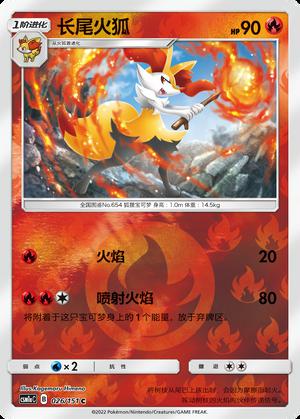 1阶进化
长尾火狐
HP90
从火狐狸进化
全国图鉴No.654 狐狸宝可梦 身高：1.0m 体重：14.5kg
火焰 20
喷射火焰 80
将附着于这只宝可梦身上的1个能量，放于弃牌区。
弱点 ×2 抵抗力 撤退
Illus.Kagemaru Himeno
csm1cC B 026/151 C
©2022 Pokémon/Nintendo/Creatures/GAME FREAK.